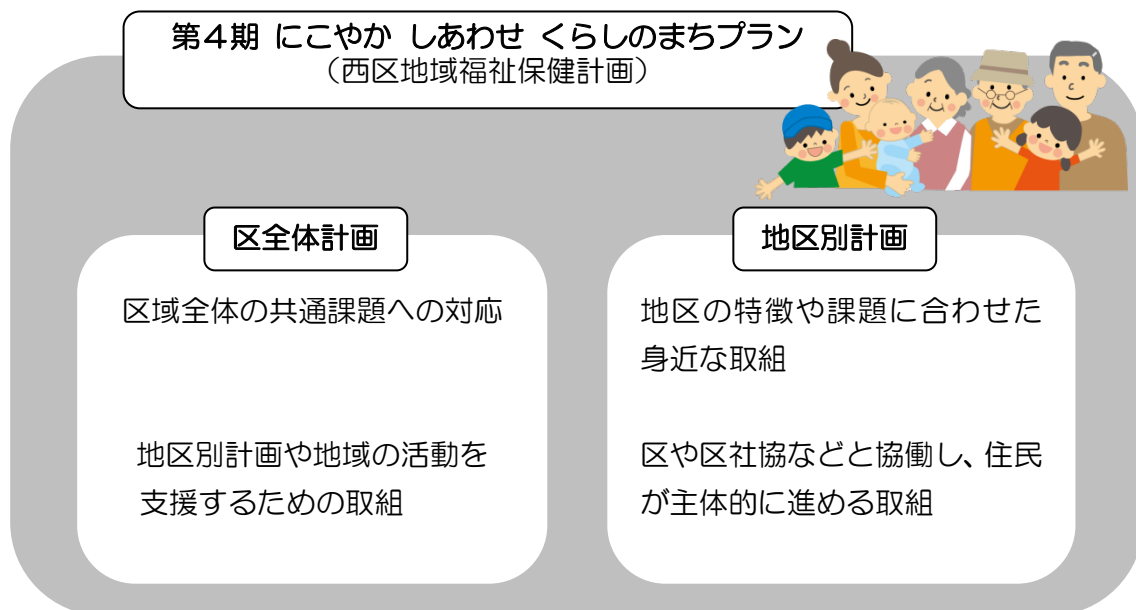 第4期 にこやか しあわせ くらしのまちプラン
（西区地域福祉保健計画）
区全体計画
区域全体の共通課題への対応
地区別計画や地域の活動を
支援するための取組
地区別計画
地区の特徴や課題に合わせた
身近な取組
区や区社協などと協働し、住民
が主体的に進める取組